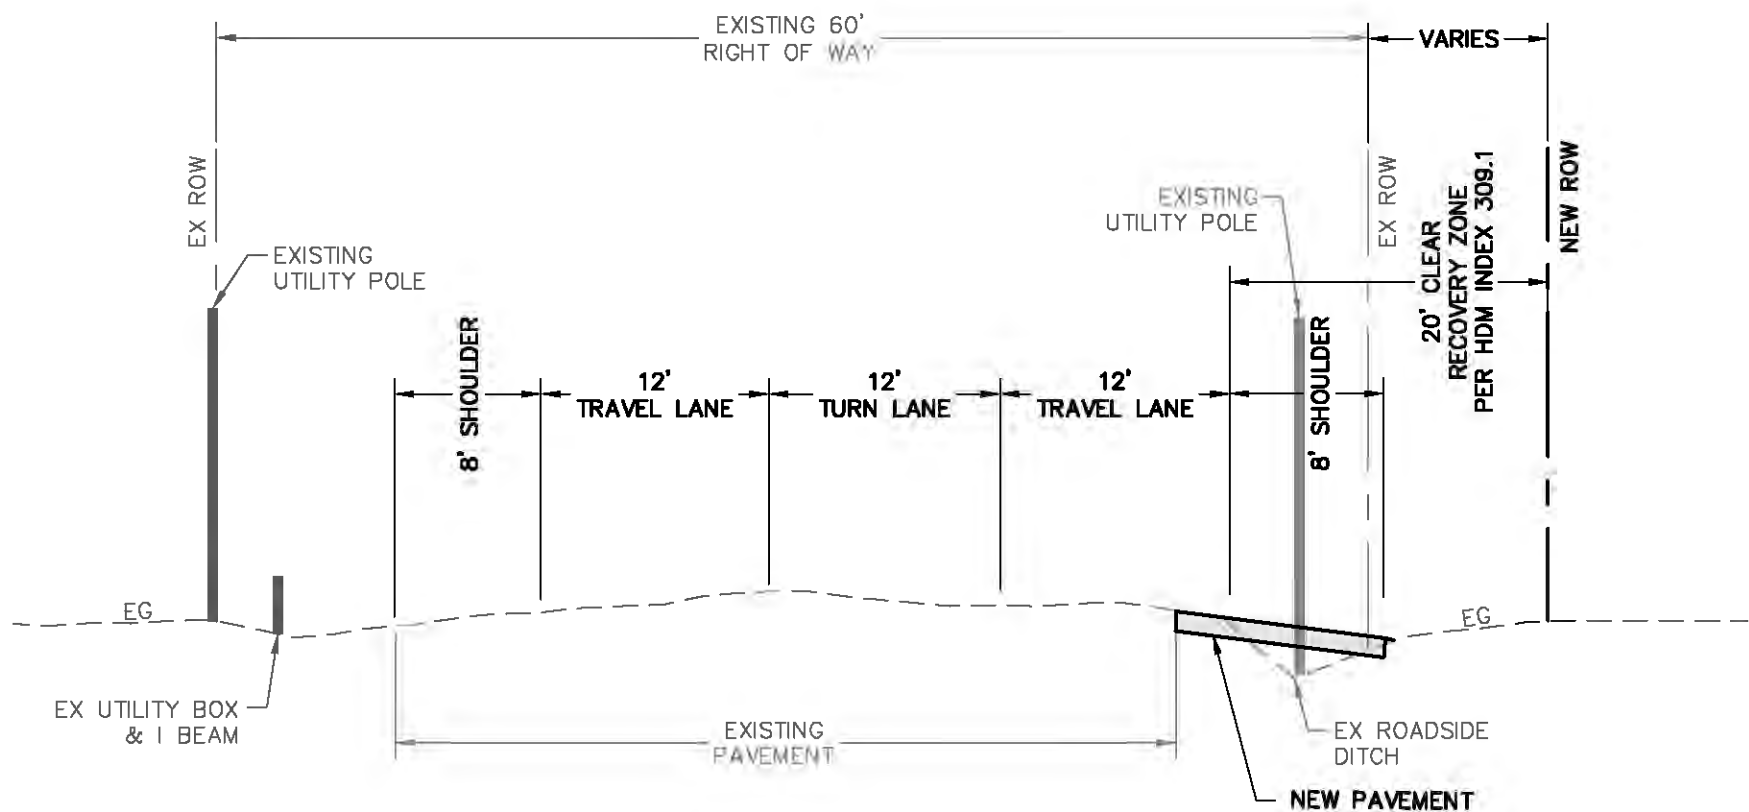 EXISTING 60'
RIGHT OF WAY
VARIES
EX ROW
EXISTING
UTILITY POLE
EXISTING
UTILITY POLE
EX ROW
20' CLEAR
RECOVERY ZONE
PER HDM INDEX 309.1
NEW ROW
8' SHOULDER
12'
TRAVEL LANE
12'
TURN LANE
12'
TRAVEL LANE
8' SHOULDER
EG
EG
EX UTILITY BOX
& I BEAM
EXISTING
PAVEMENT
EX ROADSIDE
DITCH
NEW PAVEMENT